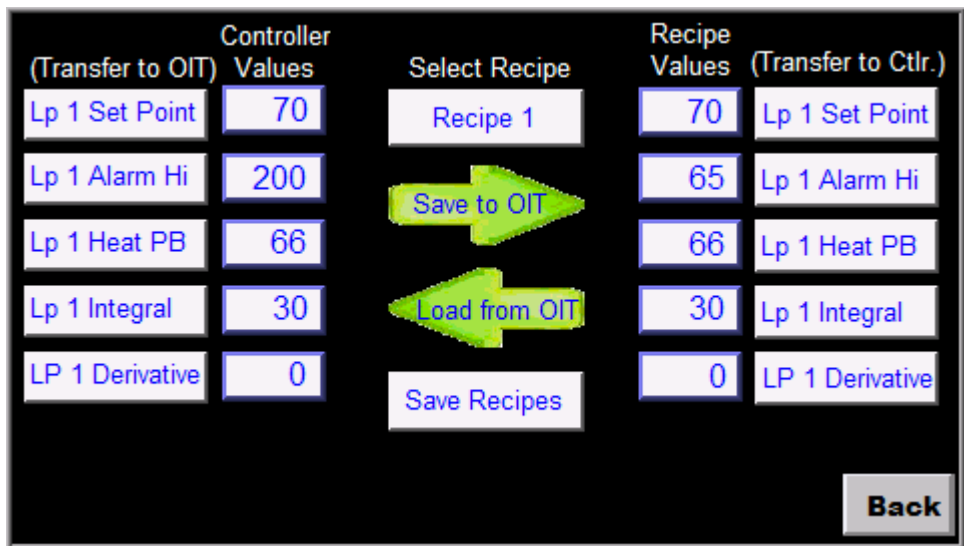 Controller Recipe
(Transfer to OIT) Values Select Recipe Values (Transfer to Ctlr.)
Lp 1 Set Point 70 Recipe 1 70 Lp 1 Set Point
Lp 1 Alarm Hi 200 Save to OIT 65 Lp 1 Alarm Hi
Lp 1 Heat PB 66 66 Lp 1 Heat PB
Lp 1 Integral 30 Load from OIT 30 Lp 1 Integral
LP 1 Derivative 0 Save Recipes 0 LP 1 Derivative
Back